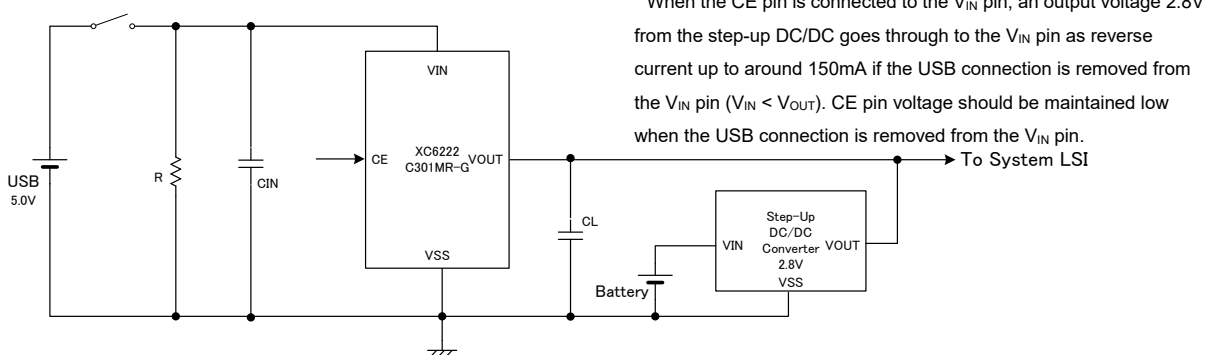 When the CE pin is connected to the VIN pin, an output voltage 2.8V
from the step-up DC/DC goes through to the VIN pin as reverse
current up to around 150mA if the USB connection is removed from
the VIN pin (VIN < VOUT). CE pin voltage should be maintained low
when the USB connection is removed from the VIN pin.
To System LSI
VIN
CE
XC6222
C301MR-G
VOUT
VSS
USB
5.0V
R
CIN
CL
Battery
VIN
Step-Up
DC/DC
Converter
2.8V
VOUT
VSS